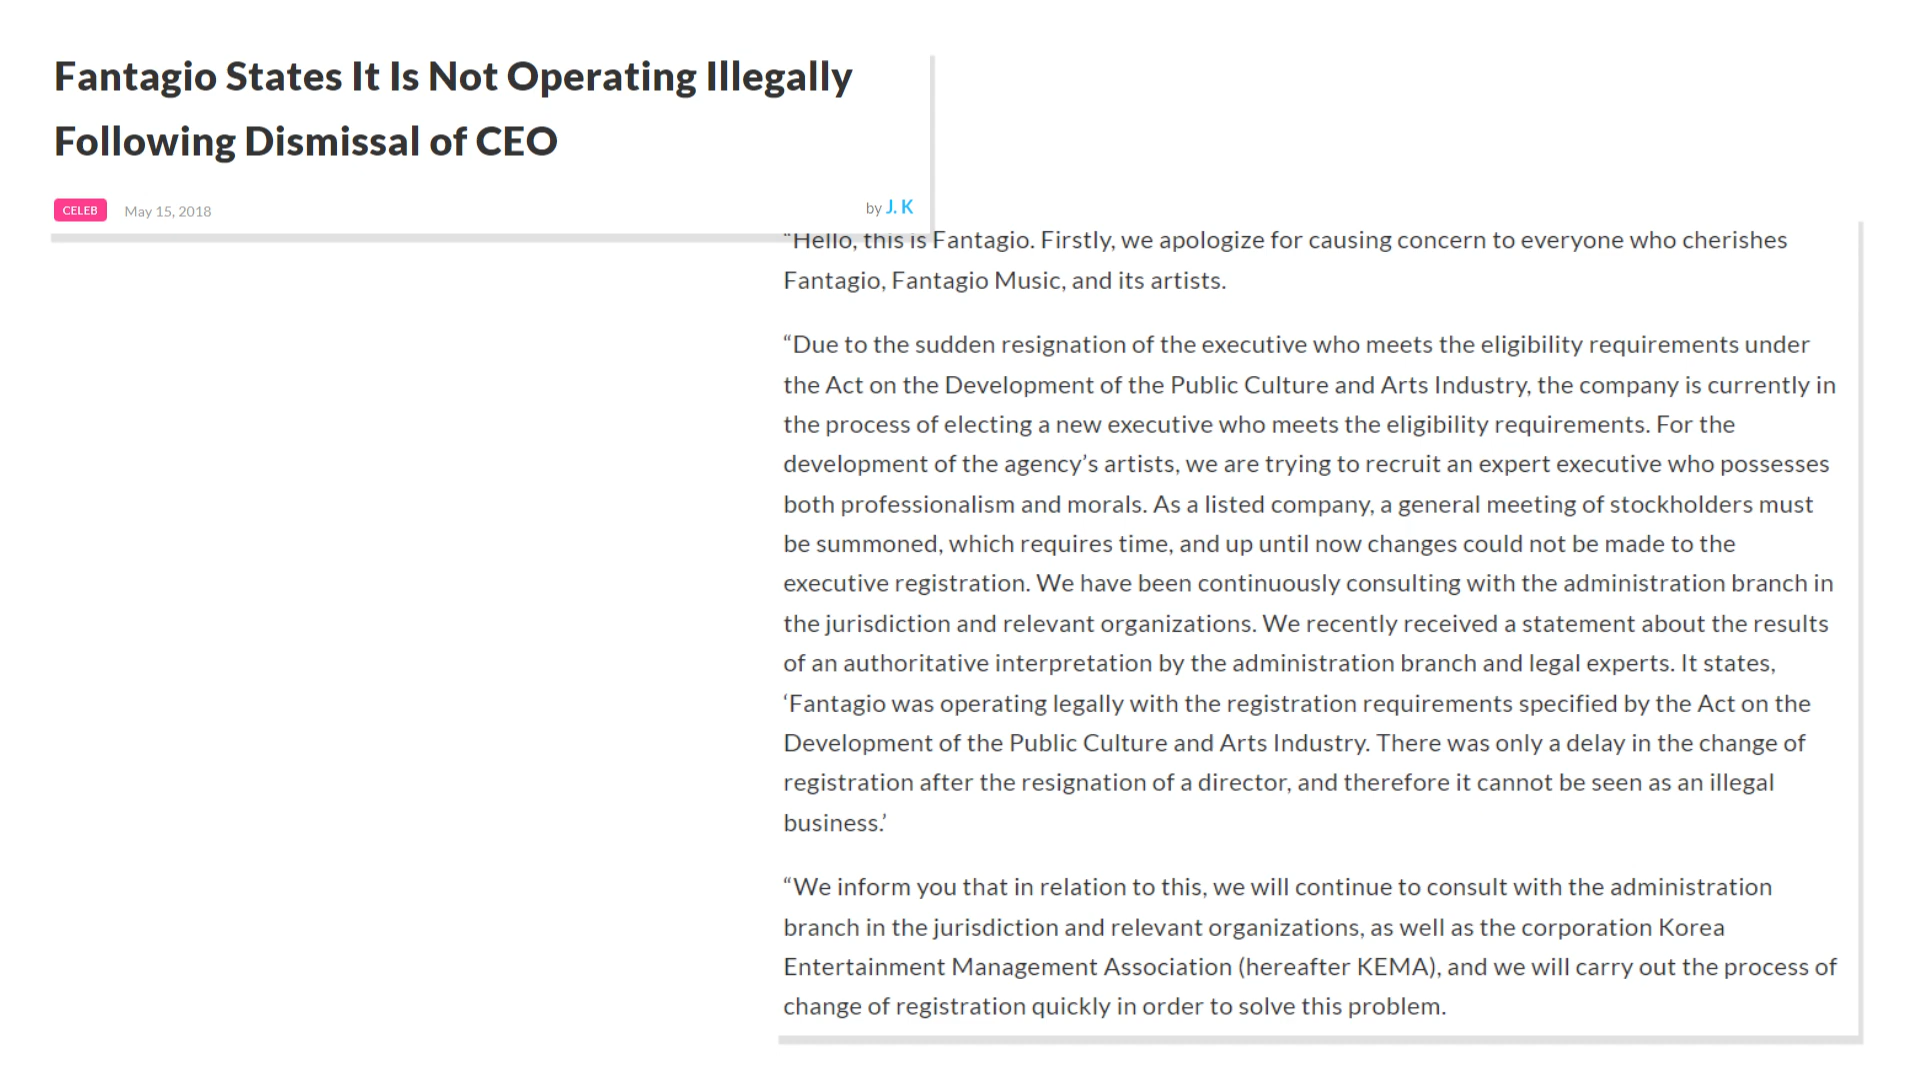 Fantagio States It Is Not Operating Illegally
Following Dismissal of CEO
CELEB May 15, 2018 by J. K
“Hello, this is Fantagio. Firstly, we apologize for causing concern to everyone who cherishes
Fantagio, Fantagio Music, and its artists.
“Due to the sudden resignation of the executive who meets the eligibility requirements under
the Act on the Development of the Public Culture and Arts Industry, the company is currently in
the process of electing a new executive who meets the eligibility requirements. For the
development of the agency’s artists, we are trying to recruit an expert executive who possesses
both professionalism and morals. As a listed company, a general meeting of stockholders must
be summoned, which requires time, and up until now changes could not be made to the
executive registration. We have been continuously consulting with the administration branch in
the jurisdiction and relevant organizations. We recently received a statement about the results
of an authoritative interpretation by the administration branch and legal experts. It states,
‘Fantagio was operating legally with the registration requirements specified by the Act on the
Development of the Public Culture and Arts Industry. There was only a delay in the change of
registration after the resignation of a director, and therefore it cannot be seen as an illegal
business.’
“We inform you that in relation to this, we will continue to consult with the administration
branch in the jurisdiction and relevant organizations, as well as the corporation Korea
Entertainment Management Association (hereafter KEMA), and we will carry out the process of
change of registration quickly in order to solve this problem.